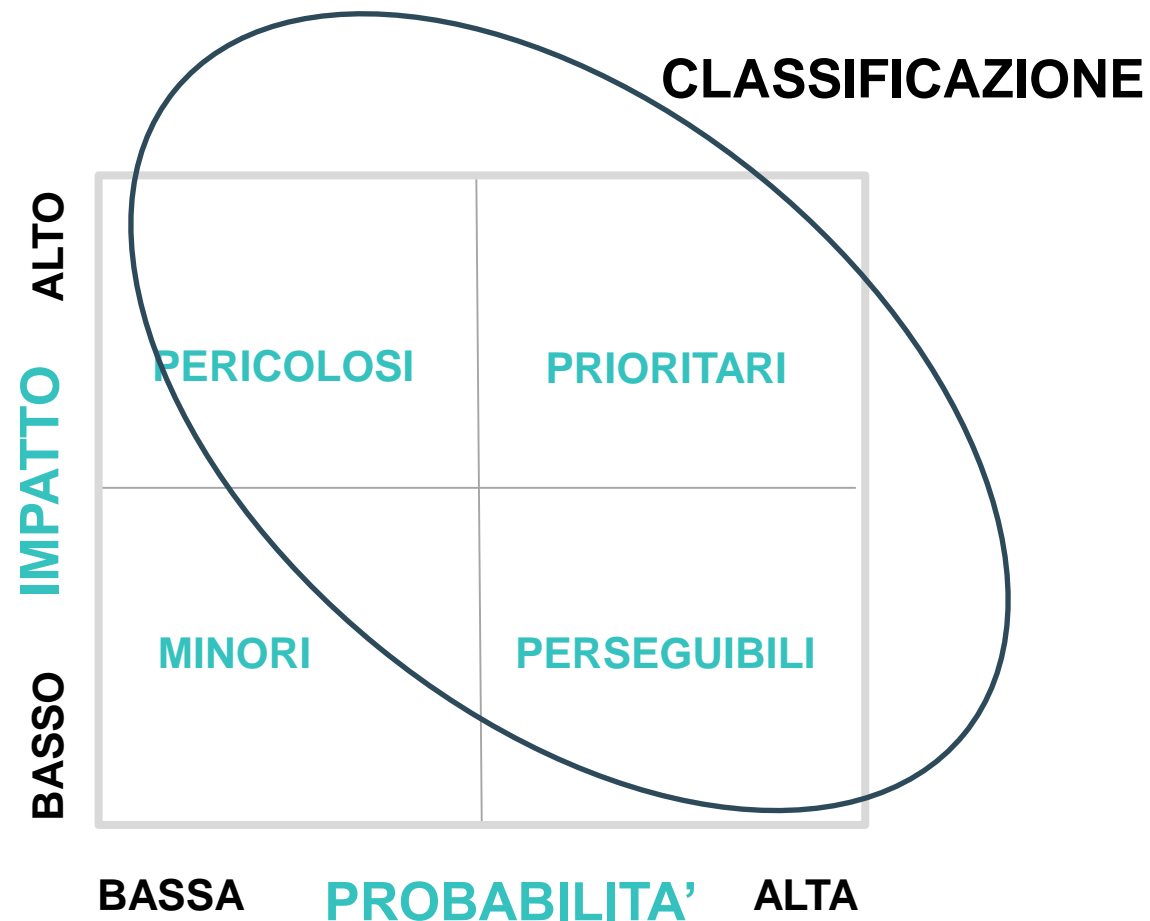 CLASSIFICAZIONE
ALTO
IMPATTO
BASSO
PERICOLOSI
PRIORITARI
MINORI
PERSEGUIBILI
BASSA
PROBABILITA’
ALTA